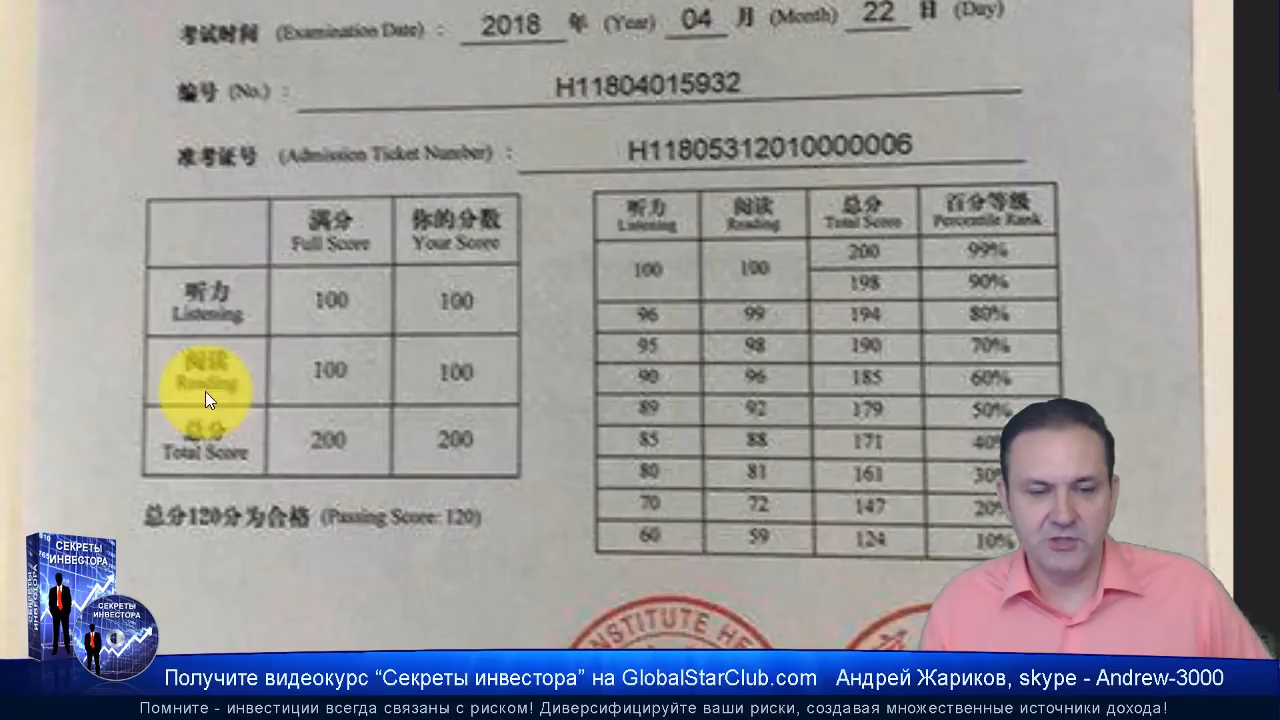 考试时间 (Examination Date) : 2018 年 (Year) 04 月 (Month) 22 日 (Day)
编号 (No.) : H11804015932
准考证号 (Admission Ticket Number) : H11805312010000006
满分 你的分数
Full Score Your Score
听力
Listening 100 100
阅读
Reading 100 100
总分
Total Score 200 200
总分120分为合格 (Passing Score: 120)
听力 阅读 总分 百分等级
Listening Reading Total Score Percentile Rank
100 100 200 99%
198 90%
96 99 194 80%
95 98 190 70%
90 96 185 60%
89 92 179 50%
85 88 171 40%
80 81 161 30%
70 72 147 20%
60 59 124 10%
СЕКРЕТЫ
ИНВЕСТОРА
СЕКРЕТЫ
ИНВЕСТОРА
Получите видеокурс “Секреты инвестора” на GlobalStarClub.com Андрей Жариков, skype - Andrew-3000
Помните - инвестиции всегда связаны с риском! Диверсифицируйте ваши риски, создавая множественные источники дохода!